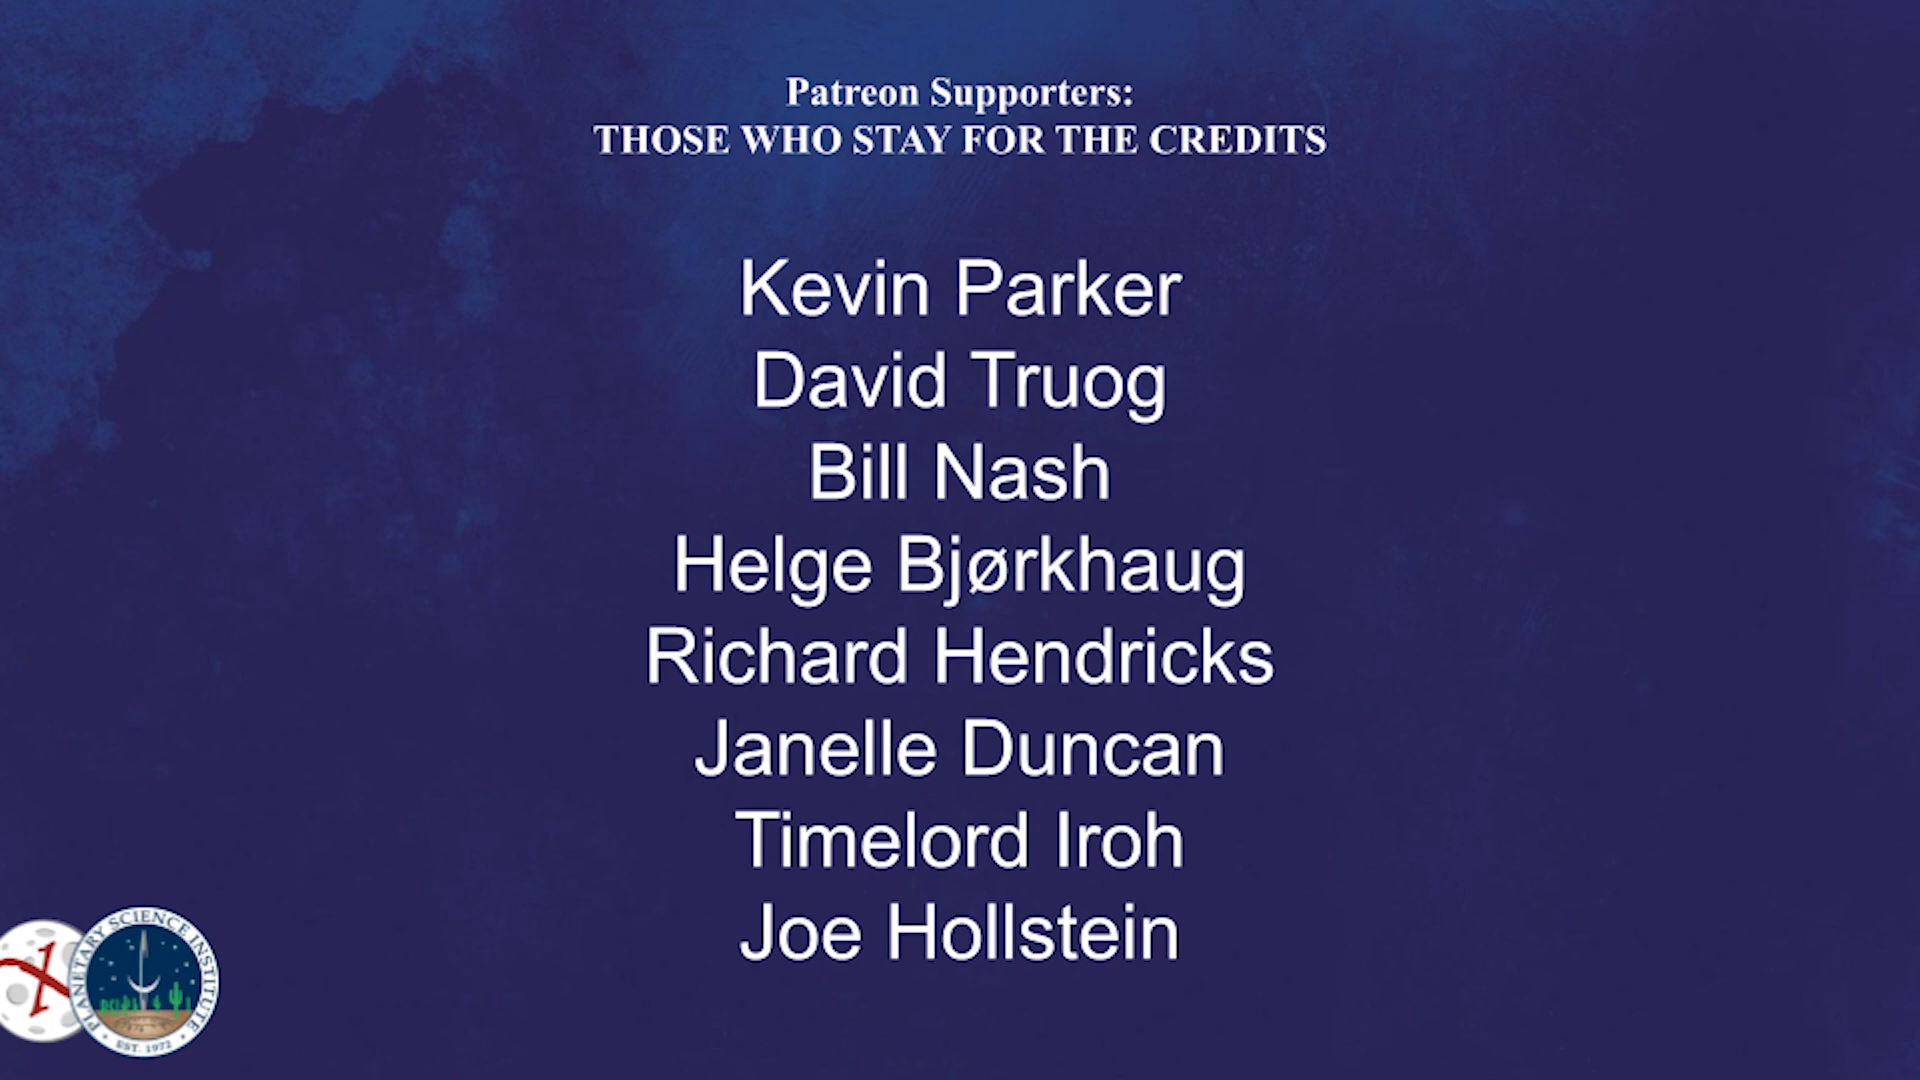 Patreon Supporters:
THOSE WHO STAY FOR THE CREDITS
Kevin Parker
David Truog
Bill Nash
Helge Bjørkhaug
Richard Hendricks
Janelle Duncan
Timelord Iroh
Joe Hollstein
PLANETARY SCIENCE INSTITUTE
EST. 1972